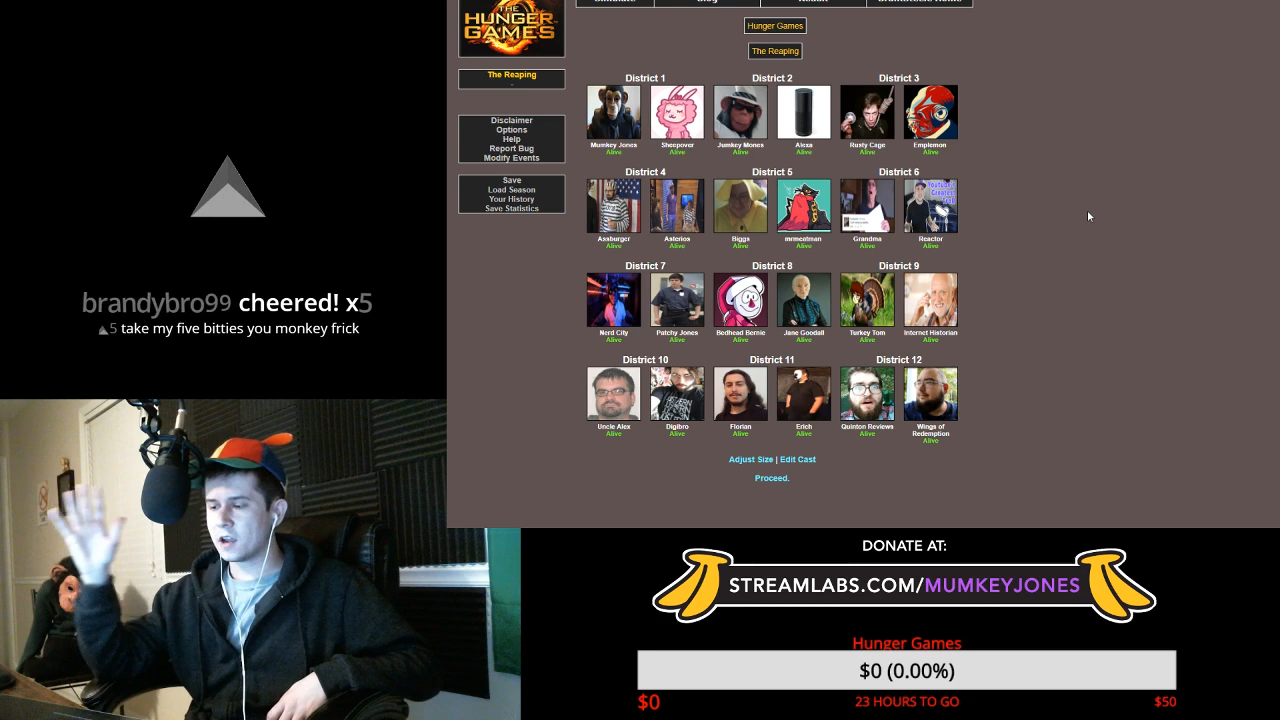 THE
HUNGER
GAMES
The Reaping
Disclaimer
Options
Help
Report Bug
Modify Events
Save
Load Season
Your History
Save Statistics
Hunger Games
The Reaping
District 1 District 2 District 3
Mumkey Jones Sheepover Jumkey Mones Alexa Rusty Cage Emplemon
Alive Alive Alive Alive Alive Alive
District 4 District 5 District 6
YouTube's
Greatest
Assburger Asterios Biggs mrmeatman Grandma Reactor
Alive Alive Alive Alive Alive Alive
District 7 District 8 District 9
Nerd City Patchy Jones Bedhead Bernie Jane Goodall Turkey Tom Internet Historian
Alive Alive Alive Alive Alive Alive
District 10 District 11 District 12
Uncle Alex Digibro Florian Erich Quinton Reviews Wings of
Redemption
Alive Alive Alive Alive Alive Alive
Adjust Size | Edit Cast
Proceed.
brandybro99 cheered! x5
5 take my five bitties you monkey frick
DONATE AT:
STREAMLABS.COM/MUMKEYJONES
Hunger Games
$0 (0.00%)
$0 23 HOURS TO GO $50